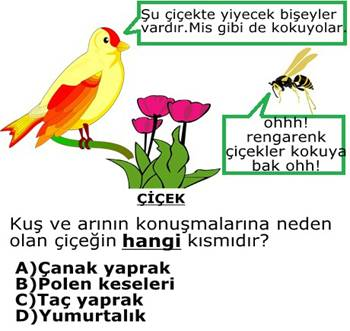 Şu çiçekte yiyecek bişeyler
vardır.Mis gibi de kokuyolar.
ohhh!
rengarenk
çiçekler kokuya
bak ohh!
ÇİÇEK
Kuş ve arının konuşmalarına neden
olan çiçeğin hangi kısmıdır?
A)Çanak yaprak
B)Polen keseleri
C)Taç yaprak
D)Yumurtalık